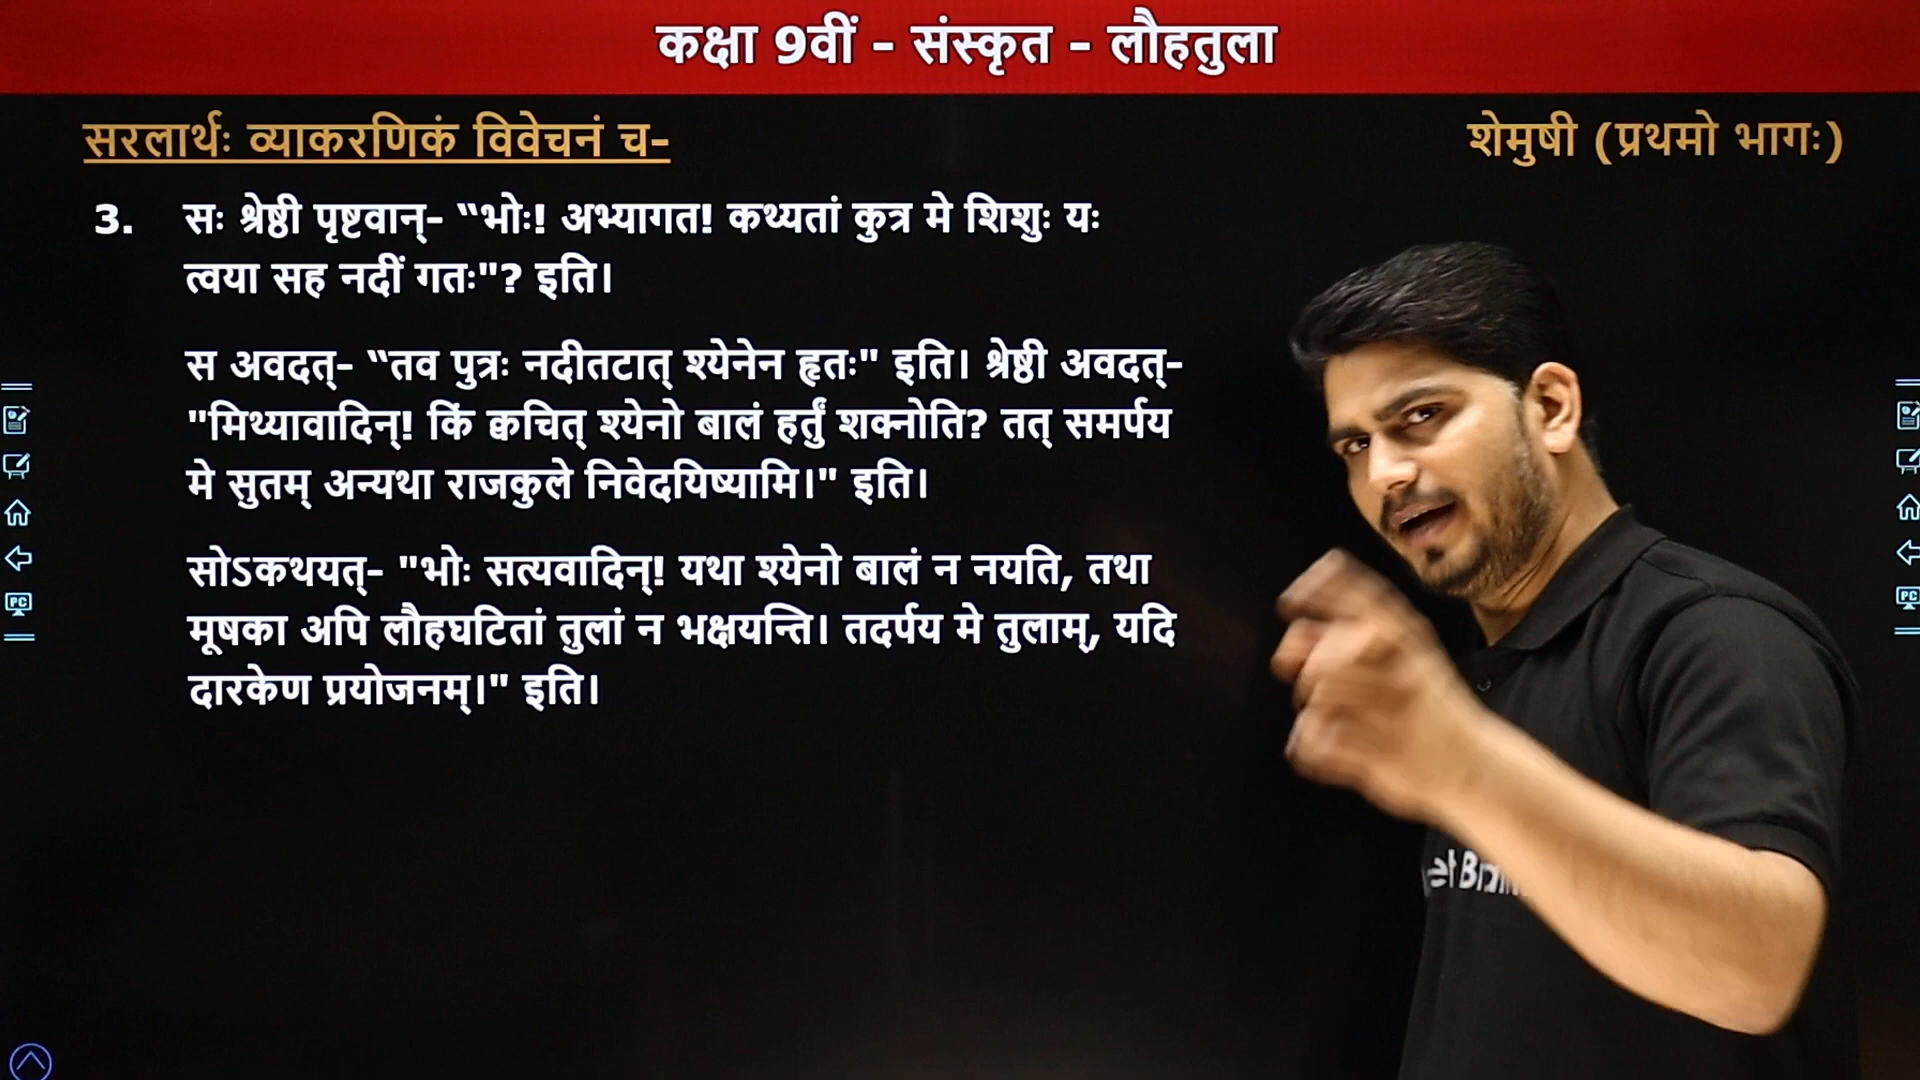 कक्षा 9वीं - संस्कृत - लौहतुला
सरलार्थः व्याकरणिकं विवेचनं च-
शेमुषी (प्रथमो भागः)
3. सः श्रेष्ठी पृष्टवान्- “भोः! अभ्यागत! कथ्यतां कुत्र मे शिशुः यः
त्वया सह नदीं गतः"? इति।
स अवदत्- “तव पुत्रः नदीतटात् श्येनेन हृतः" इति। श्रेष्ठी अवदत्-
"मिथ्यावादिन्! किं क्वचित् श्येनो बालं हर्तुं शक्नोति? तत् समर्पय
मे सुतम् अन्यथा राजकुले निवेदयिष्यामि।" इति।
सोऽकथयत्- "भोः सत्यवादिन्! यथा श्येनो बालं न नयति, तथा
मूषका अपि लौहघटितां तुलां न भक्षयन्ति। तदर्पय मे तुलाम्, यदि
दारकेण प्रयोजनम्।" इति।
PC
PC